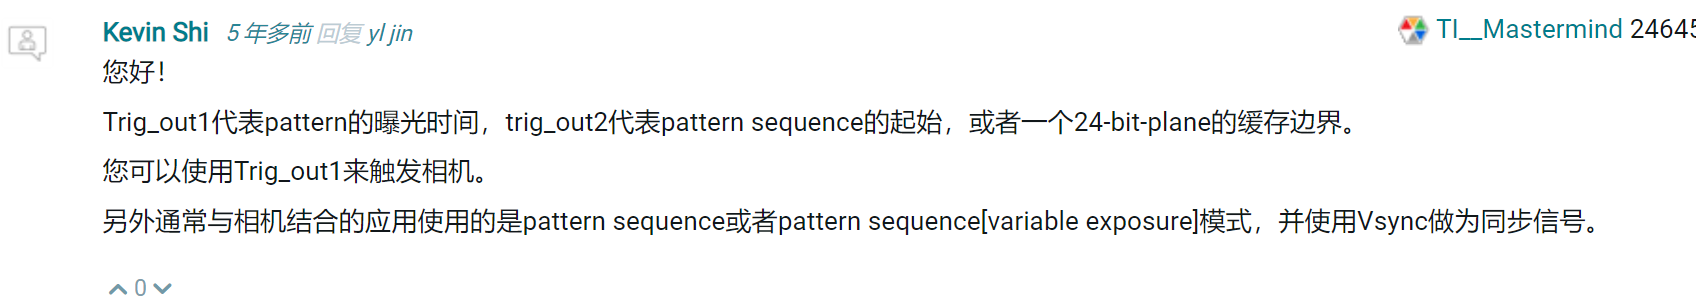 Kevin Shi 5 年多前 回复 yl jin TI__Mastermind 24645
您好！
Trig_out1代表pattern的曝光时间，trig_out2代表pattern sequence的起始，或者一个24-bit-plane的缓存边界。
您可以使用Trig_out1来触发相机。
另外通常与相机结合的应用使用的是pattern sequence或者pattern sequence[variable exposure]模式，并使用Vsync做为同步信号。
0